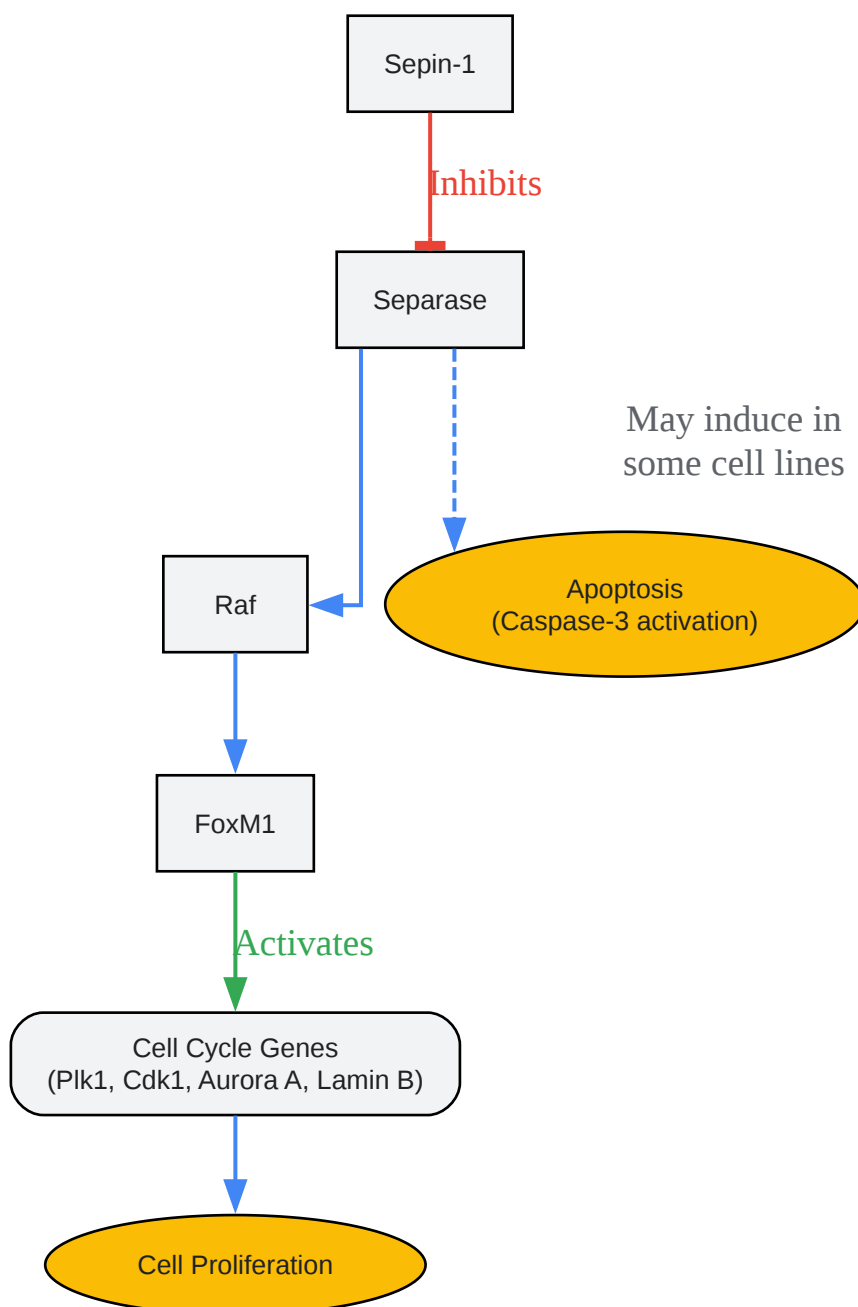 Sepin-1
Inhibits
Separase
May induce in
some cell lines
Raf
Apoptosis
(Caspase-3 activation)
FoxM1
Activates
Cell Cycle Genes
(Plk1, Cdk1, Aurora A, Lamin B)
Cell Proliferation